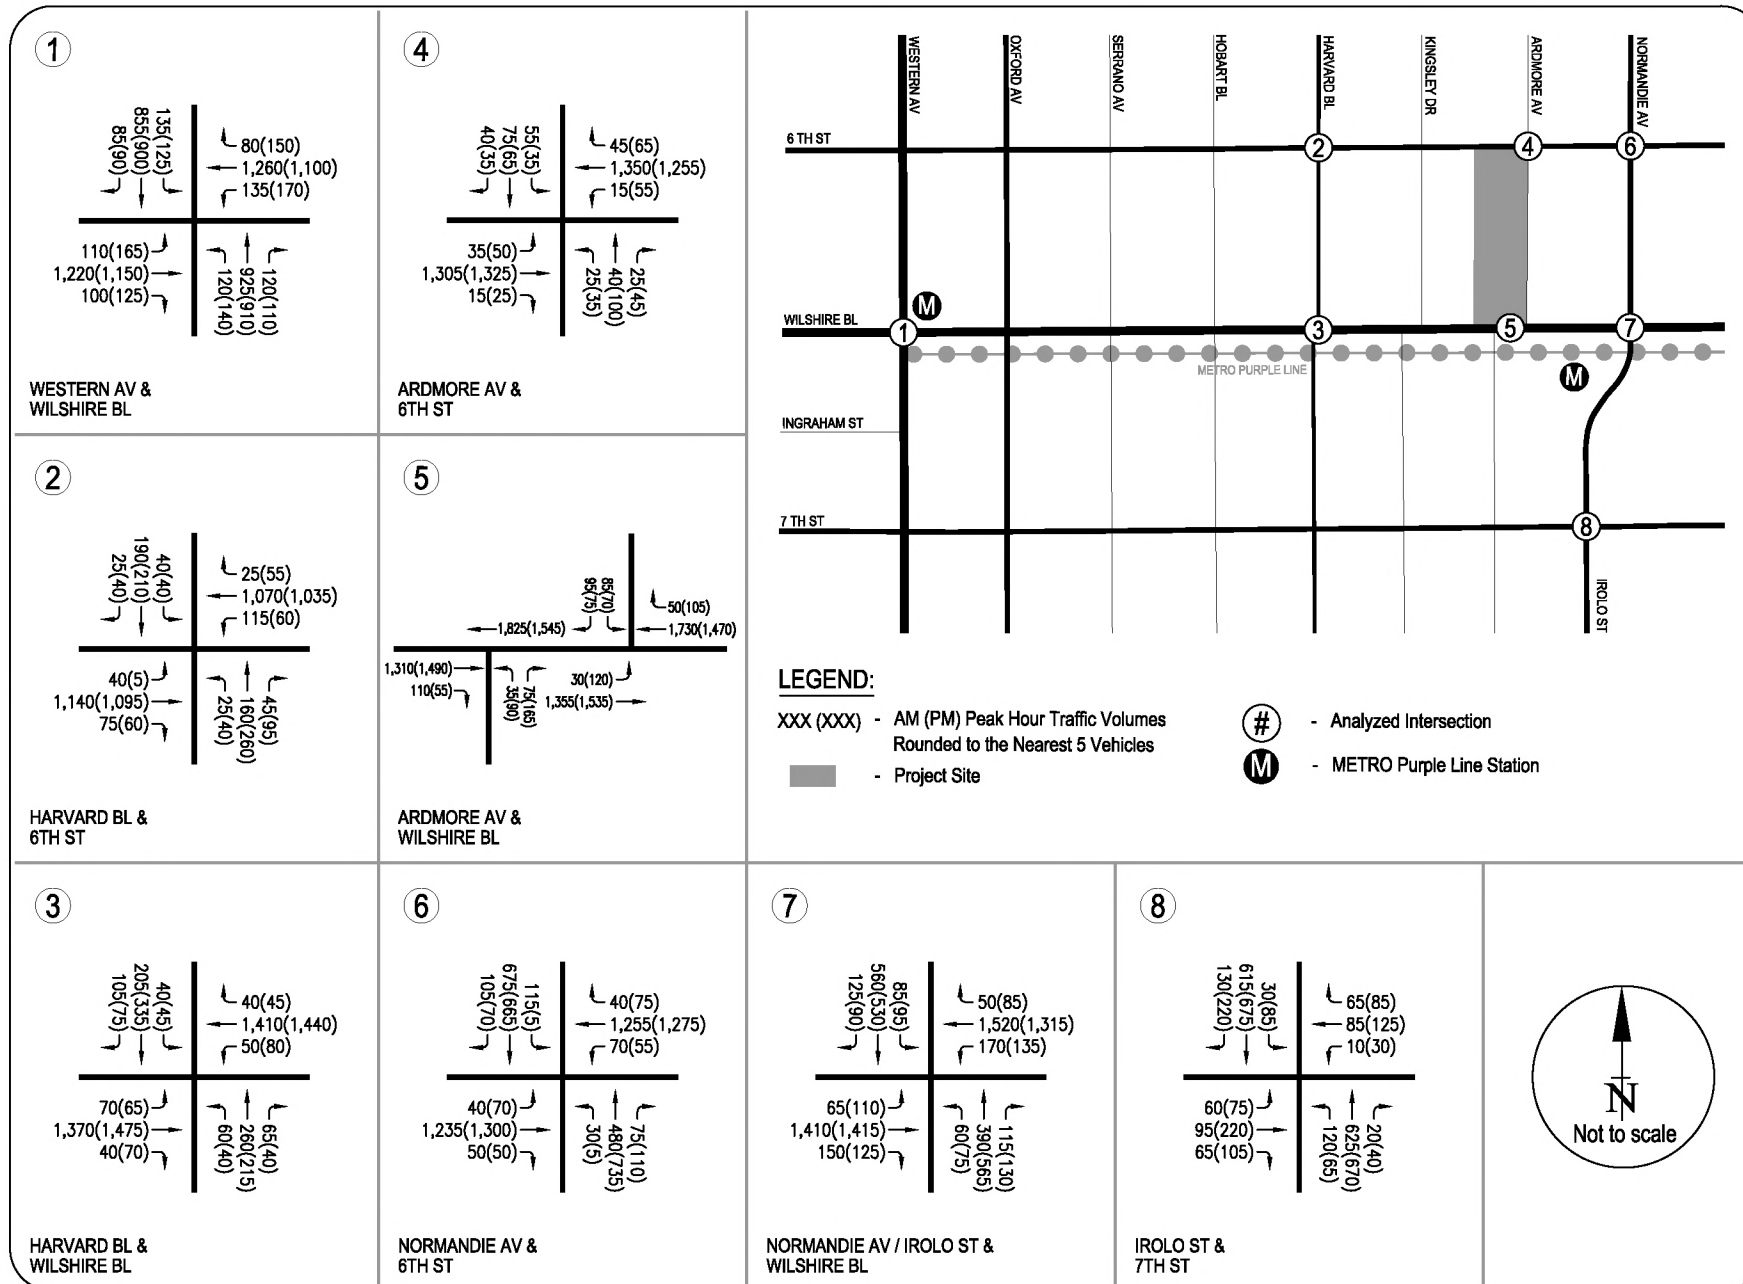 1
135(125)
855(900)
85(90)
80(150)
1,260(1,100)
135(170)
110(165)
1,220(1,150)
100(125)
120(140)
925(910)
120(110)
WESTERN AV &
WILSHIRE BL
4
55(35)
75(65)
40(35)
45(65)
1,350(1,255)
15(55)
35(50)
1,305(1,325)
15(25)
25(35)
40(100)
25(45)
ARDMORE AV &
6TH ST
WESTERN AV
OXFORD AV
SERRANO AV
HOBART BL
HARVARD BL
KINGSLEY DR
ARDMORE AV
NORMANDIE AV
6 TH ST
2
4
6
M
WILSHIRE BL
1
3
5
7
METRO PURPLE LINE
M
INGRAHAM ST
7 TH ST
8
IROLO ST
2
40(40)
190(210)
25(40)
25(55)
1,070(1,035)
115(60)
40(5)
1,140(1,095)
75(60)
25(40)
160(260)
45(95)
HARVARD BL &
6TH ST
5
85(70)
95(75)
50(105)
1,825(1,545)
1,730(1,470)
1,310(1,490)
110(55)
35(90)
75(165)
30(120)
1,355(1,535)
ARDMORE AV &
WILSHIRE BL
LEGEND:
XXX (XXX) - AM (PM) Peak Hour Traffic Volumes
Rounded to the Nearest 5 Vehicles
- Project Site
# - Analyzed Intersection
M - METRO Purple Line Station
3
40(45)
205(335)
105(75)
40(45)
1,410(1,440)
50(80)
70(65)
1,370(1,475)
40(70)
60(40)
260(215)
65(40)
HARVARD BL &
WILSHIRE BL
6
115(5)
675(665)
105(70)
40(75)
1,255(1,275)
70(55)
40(70)
1,235(1,300)
50(50)
30(5)
480(735)
75(110)
NORMANDIE AV &
6TH ST
7
85(95)
560(530)
125(90)
50(85)
1,520(1,315)
170(135)
65(110)
1,410(1,415)
150(125)
60(75)
390(565)
115(130)
NORMANDIE AV / IROLO ST &
WILSHIRE BL
8
30(85)
615(675)
130(220)
65(85)
85(125)
10(30)
60(75)
95(220)
65(105)
120(65)
625(670)
20(40)
IROLO ST &
7TH ST
N
Not to scale